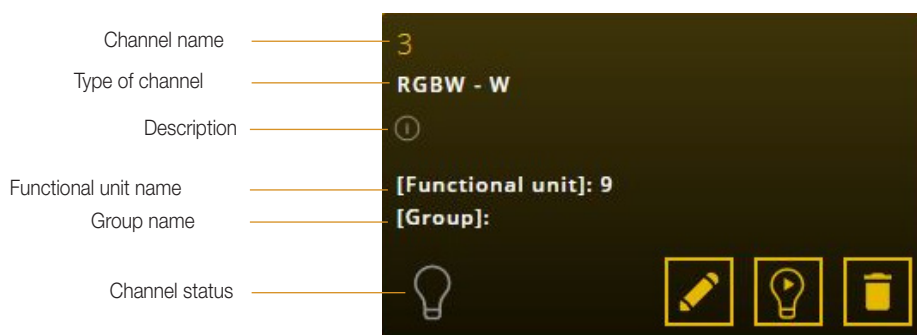 Channel name
3
Type of channel
RGBW - W
Description
Functional unit name
[Functional unit]: 9
Group name
[Group]:
Channel status